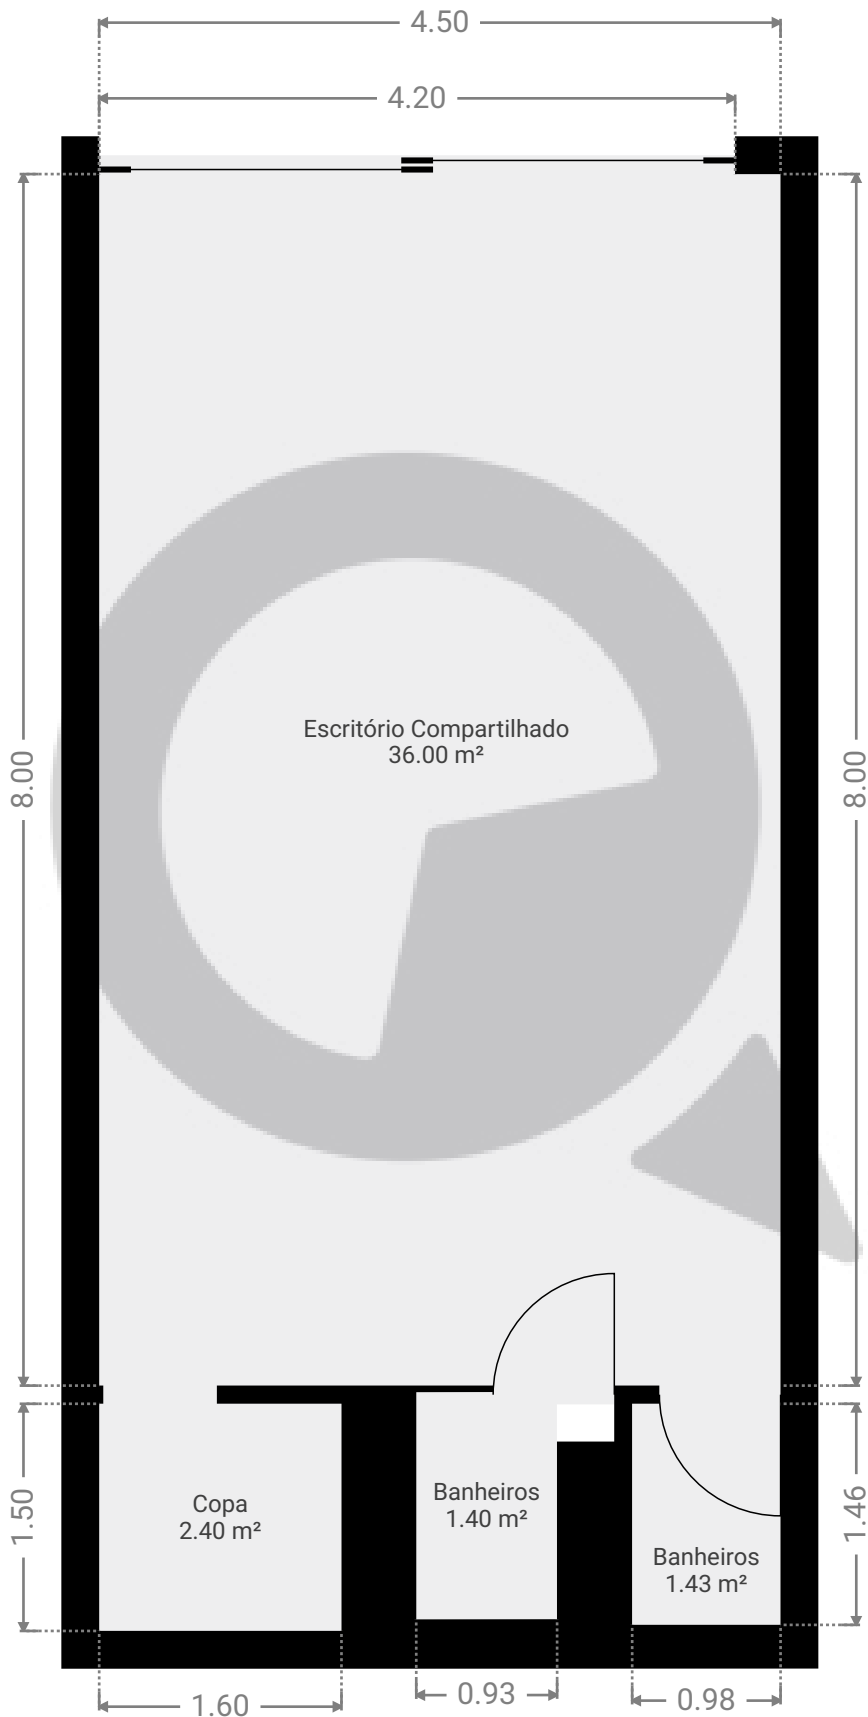 4.50
4.20
8.00
8.00
Escritório Compartilhado
36.00 m²
1.50
Copa
2.40 m²
Banheiros
1.40 m²
Banheiros
1.43 m²
1.46
1.60
0.93
0.98